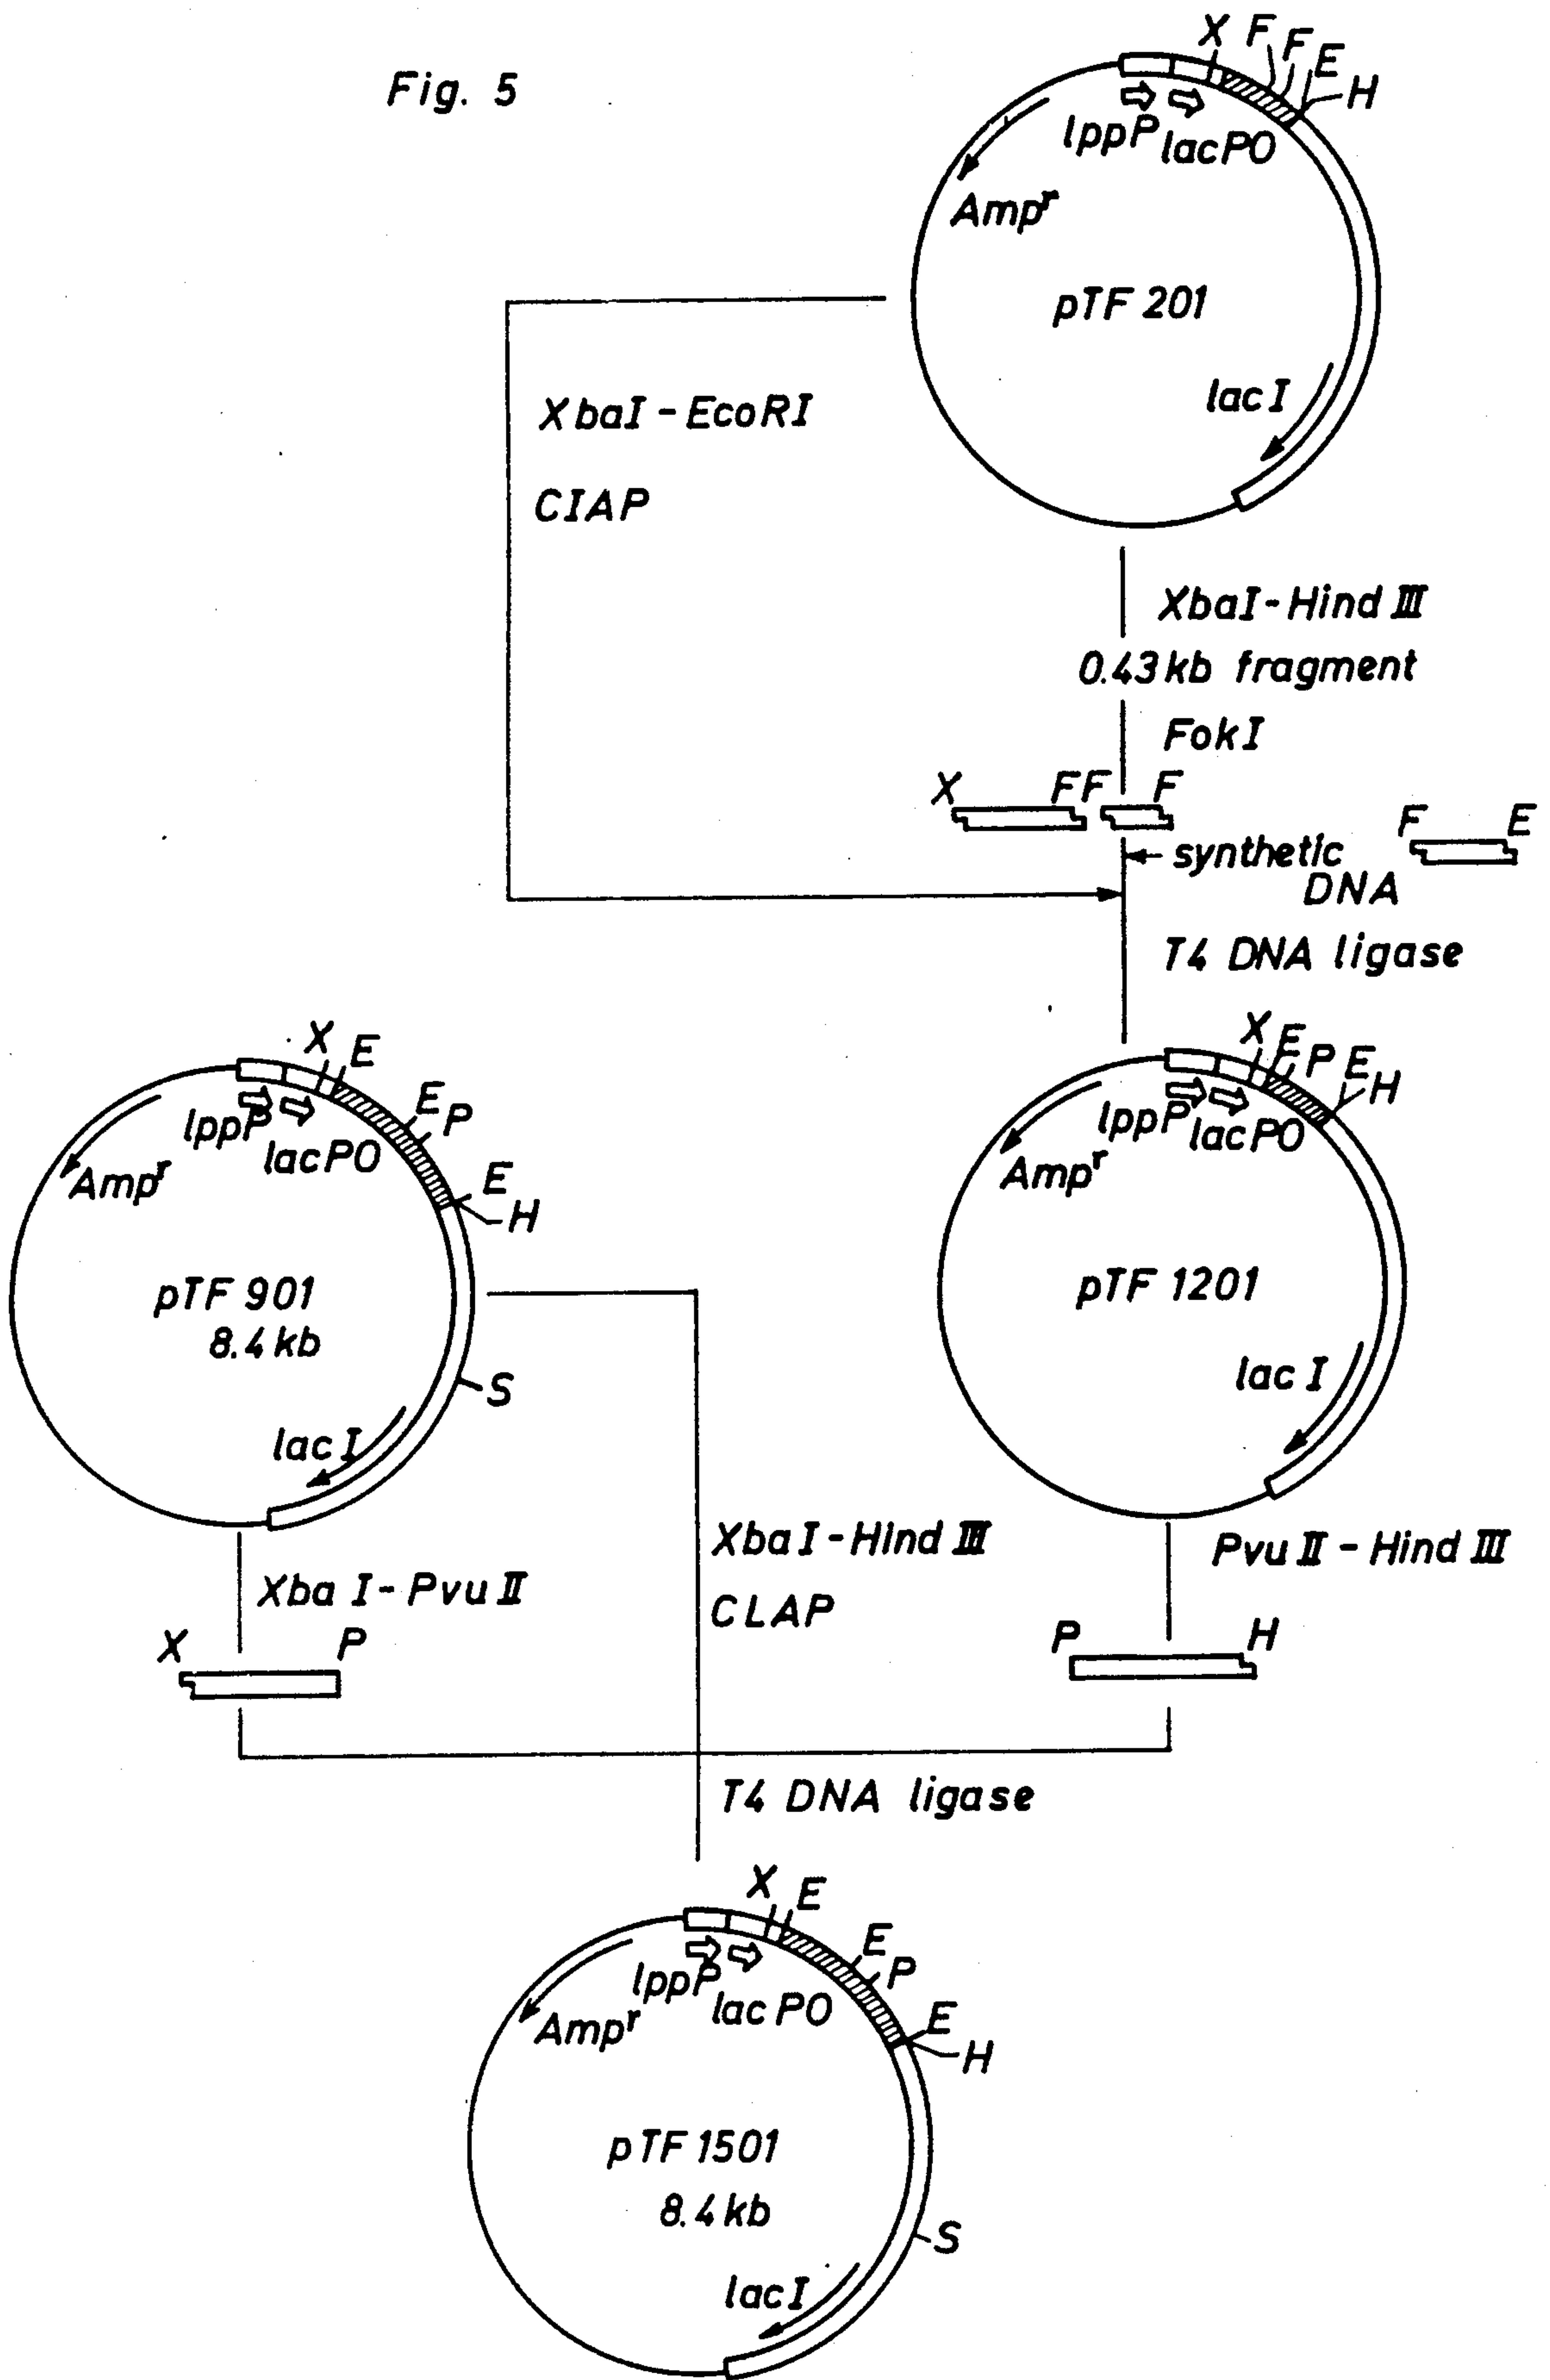 Fig. 5
X F F E H
lppP lacPO
Ampʳ
pTF 201
lacI
XbaI - EcoRI
CIAP
XbaI - Hind III
0.43 kb fragment
FokI
X FF F
F E
synthetic
DNA
T4 DNA ligase
X E E P E H
lppP lacPO
Ampʳ
pTF 901
8.4 kb
S
lac I
X E P E H
lppP lacPO
Ampʳ
pTF 1201
lac I
Xba I - Pvu II
X P
Xba I - Hind III
CLAP
Pvu II - Hind III
P H
T4 DNA ligase
X E E P E H
lppP lac PO
Ampʳ
pTF 1501
8.4 kb
S
lac I